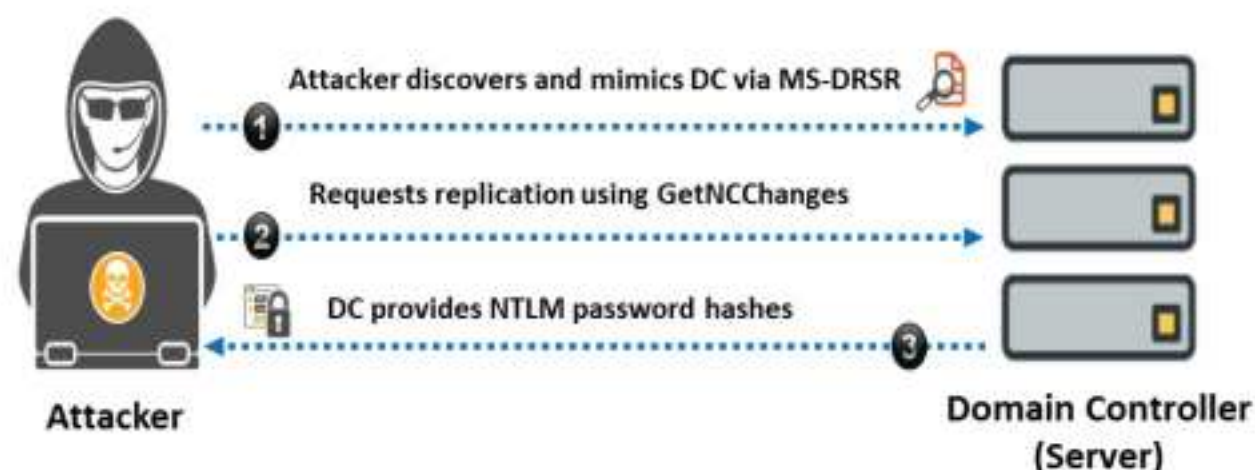 Attacker discovers and mimics DC via MS-DRSR
1
Requests replication using GetNCChanges
2
DC provides NTLM password hashes
3
Attacker
Domain Controller
(Server)